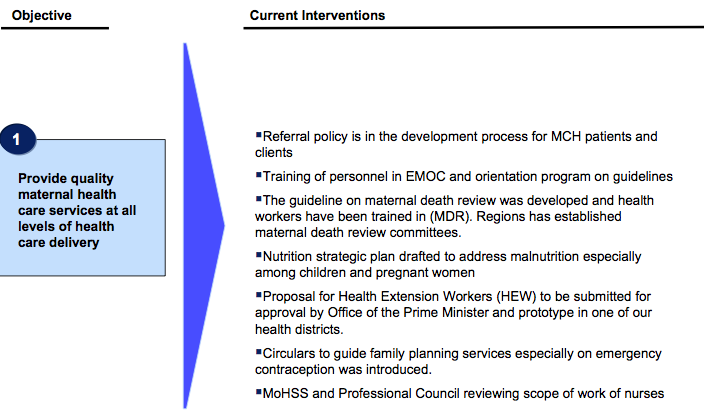 Objective
Current Interventions
1
Provide quality
maternal health
care services at all
levels of health
care delivery
▪Referral policy is in the development process for MCH patients and
clients
▪Training of personnel in EMOC and orientation program on guidelines
▪The guideline on maternal death review was developed and health
workers have been trained in (MDR). Regions has established
maternal death review committees.
▪Nutrition strategic plan drafted to address malnutrition especially
among children and pregnant women
▪Proposal for Health Extension Workers (HEW) to be submitted for
approval by Office of the Prime Minister and prototype in one of our
health districts.
▪Circulars to guide family planning services especially on emergency
contraception was introduced.
▪MoHSS and Professional Council reviewing scope of work of nurses